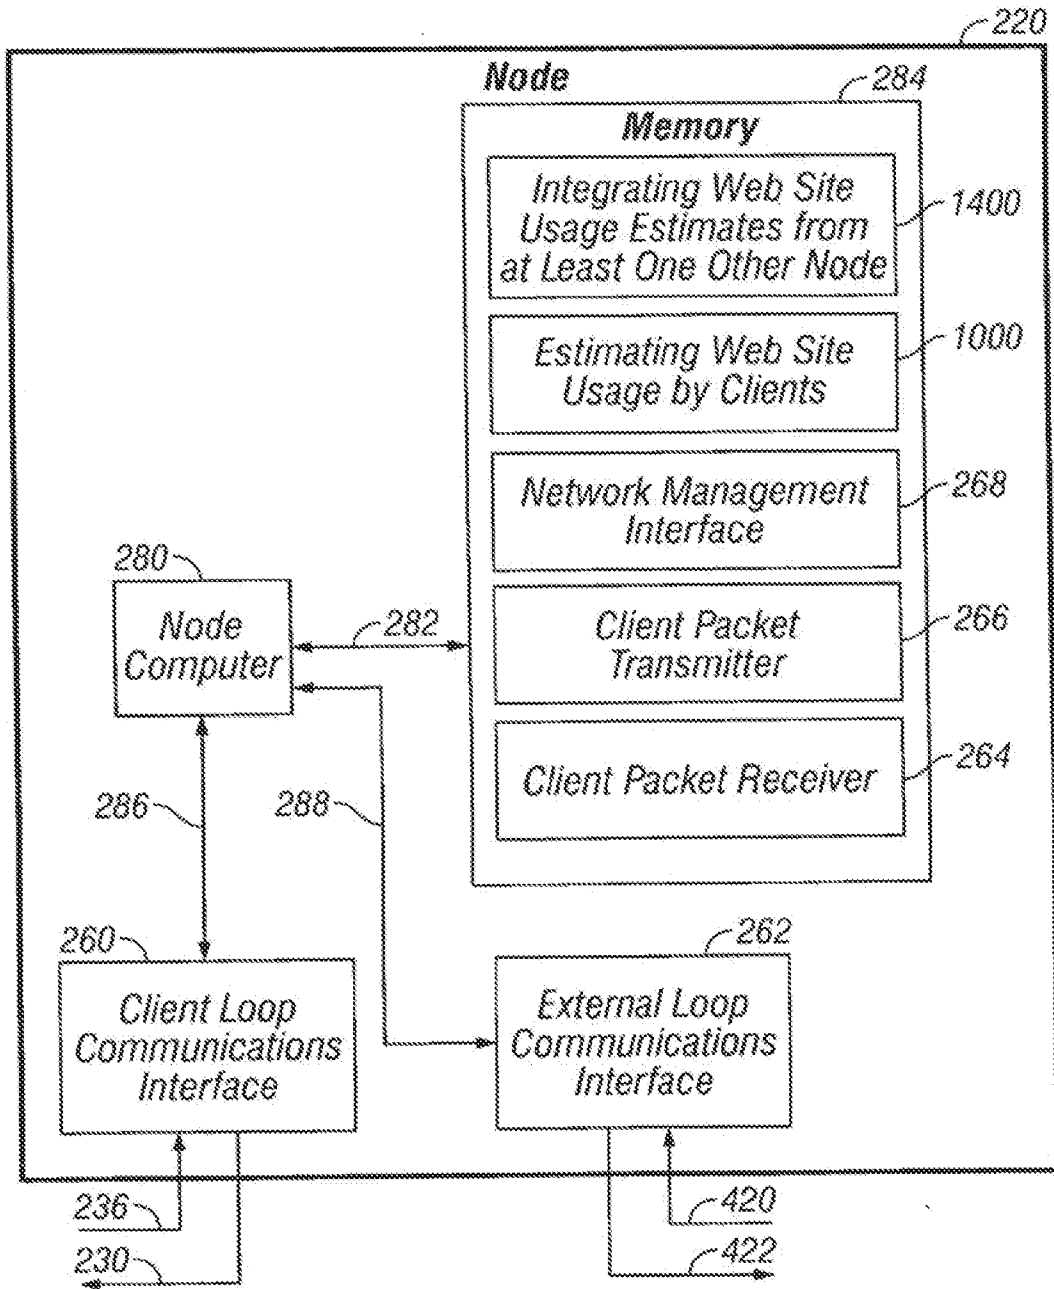 220
Node
284
Memory
Integrating Web Site
Usage Estimates from
at Least One Other Node
1400
Estimating Web Site
Usage by Clients
1000
Network Management
Interface
268
280
Node
Computer
282
Client Packet
Transmitter
266
Client Packet Receiver
264
286
288
260
Client Loop
Communications
Interface
262
External Loop
Communications
Interface
236
230
420
422